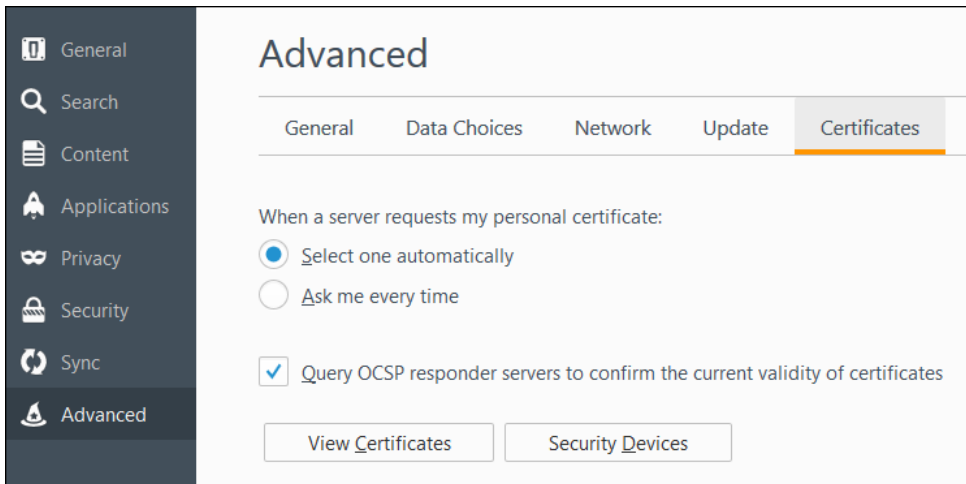 General
Search
Content
Applications
Privacy
Security
Sync
Advanced
Advanced
General Data Choices Network Update Certificates
When a server requests my personal certificate:
Select one automatically
Ask me every time
Query OCSP responder servers to confirm the current validity of certificates
View Certificates Security Devices